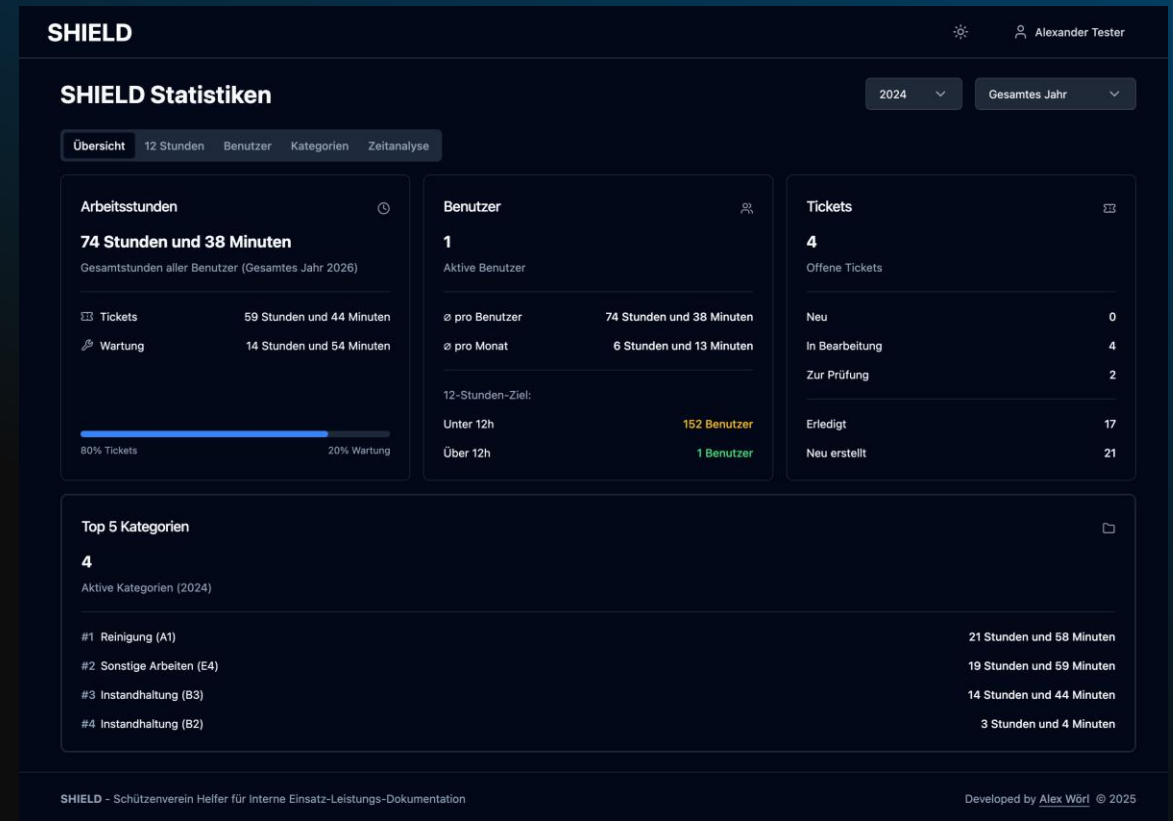 SHIELD
Alexander Tester
SHIELD Statistiken
2024
Gesamtes Jahr
Übersicht 12 Stunden Benutzer Kategorien Zeitanalyse
Arbeitsstunden
74 Stunden und 38 Minuten
Gesamtstunden aller Benutzer (Gesamtes Jahr 2026)
Tickets 59 Stunden und 44 Minuten
Wartung 14 Stunden und 54 Minuten
80% Tickets 20% Wartung
Benutzer
1
Aktive Benutzer
⌀ pro Benutzer 74 Stunden und 38 Minuten
⌀ pro Monat 6 Stunden und 13 Minuten
12-Stunden-Ziel:
Unter 12h 152 Benutzer
Über 12h 1 Benutzer
Tickets
4
Offene Tickets
Neu 0
In Bearbeitung 4
Zur Prüfung 2
Erledigt 17
Neu erstellt 21
Top 5 Kategorien
4
Aktive Kategorien (2024)
#1 Reinigung (A1) 21 Stunden und 58 Minuten
#2 Sonstige Arbeiten (E4) 19 Stunden und 59 Minuten
#3 Instandhaltung (B3) 14 Stunden und 44 Minuten
#4 Instandhaltung (B2) 3 Stunden und 4 Minuten
SHIELD - Schützenverein Helfer für Interne Einsatz-Leistungs-Dokumentation
Developed by Alex Wörl © 2025